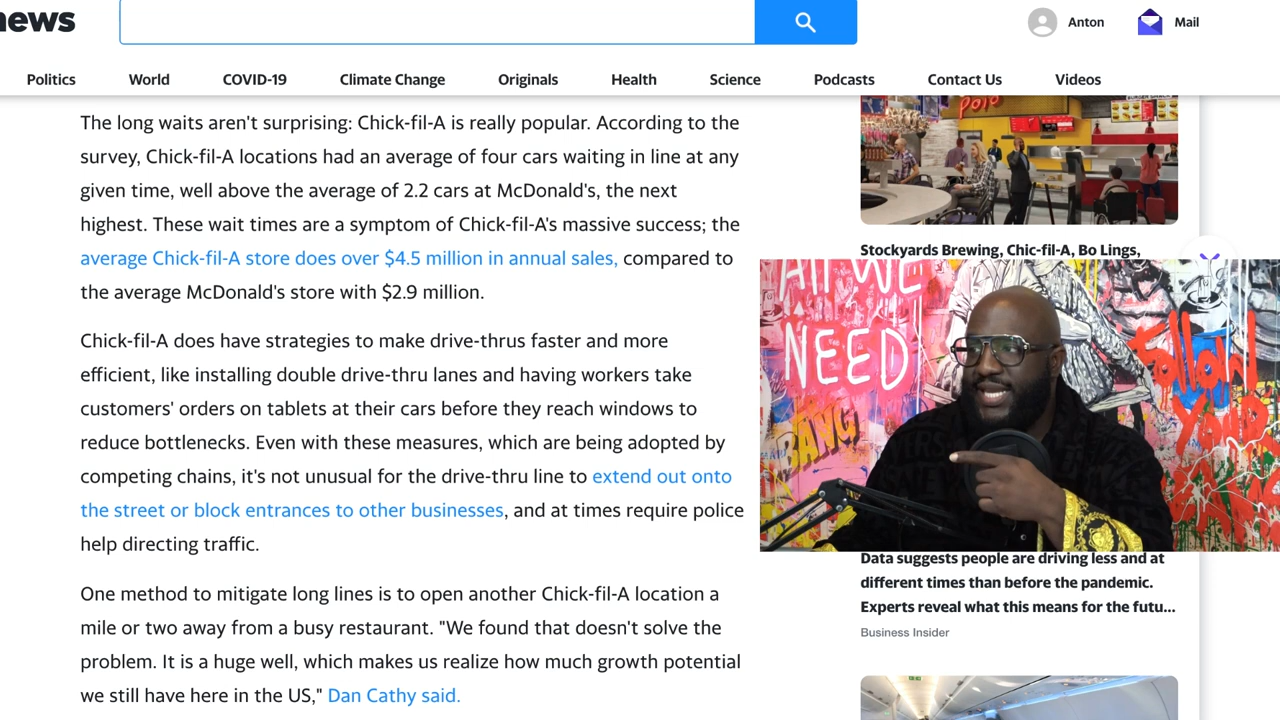 news
Anton
Mail
Politics
World
COVID-19
Climate Change
Originals
Health
Science
Podcasts
Contact Us
Videos
The long waits aren't surprising: Chick-fil-A is really popular. According to the
survey, Chick-fil-A locations had an average of four cars waiting in line at any
given time, well above the average of 2.2 cars at McDonald's, the next
highest. These wait times are a symptom of Chick-fil-A's massive success; the
average Chick-fil-A store does over $4.5 million in annual sales, compared to
the average McDonald's store with $2.9 million.
Chick-fil-A does have strategies to make drive-thrus faster and more
efficient, like installing double drive-thru lanes and having workers take
customers' orders on tablets at their cars before they reach windows to
reduce bottlenecks. Even with these measures, which are being adopted by
competing chains, it's not unusual for the drive-thru line to extend out onto
the street or block entrances to other businesses, and at times require police
help directing traffic.
One method to mitigate long lines is to open another Chick-fil-A location a
mile or two away from a busy restaurant. "We found that doesn't solve the
problem. It is a huge well, which makes us realize how much growth potential
we still have here in the US," Dan Cathy said.
Polo
Stockyards Brewing, Chic-fil-A, Bo Lings,
All WE
NEED
BANG
follow
YOUR
Data suggests people are driving less and at
different times than before the pandemic.
Experts reveal what this means for the futu...
Business Insider